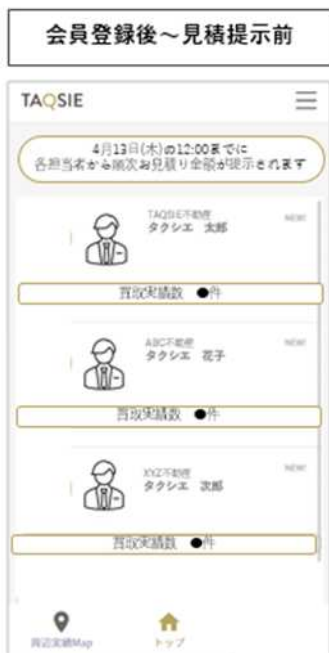 会員登録後～見積提示前
TAQSIE
4月13日(木)の12:00までに
各担当者から順次お見積り金額が提示されます
TAQSIE不動産
NEW!
タクシエ 太郎
買取実績数 ●件
ABC不動産
NEW!
タクシエ 花子
買取実績数 ●件
XYZ不動産
NEW!
タクシエ 次郎
買取実績数 ●件
周辺実績Map
トップ